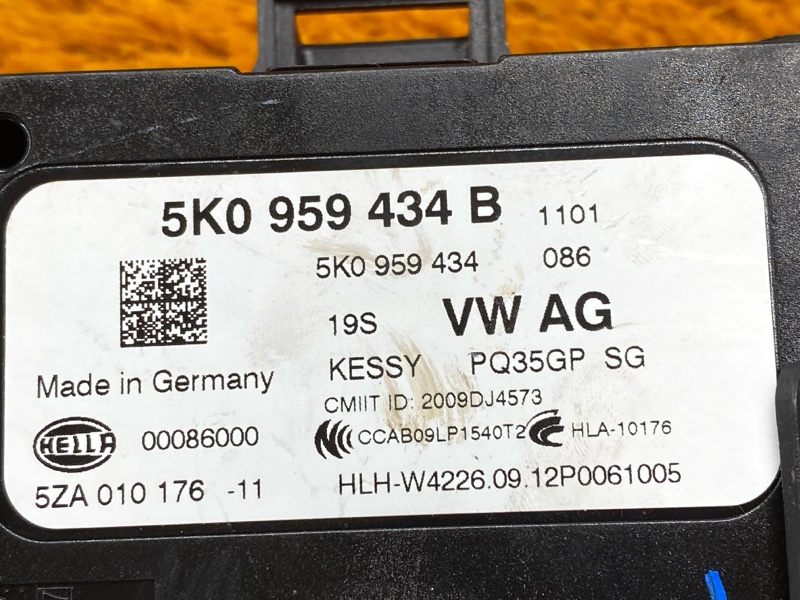 5K0 959 434 B 1101
5K0 959 434 086
19S VW AG
KESSY PQ35GP SG
Made in Germany
CMIIT ID: 2009DJ4573
HELLA 00086000 CCAB09LP1540T2 HLA-10176
5ZA 010 176 -11 HLH-W4226.09.12P0061005